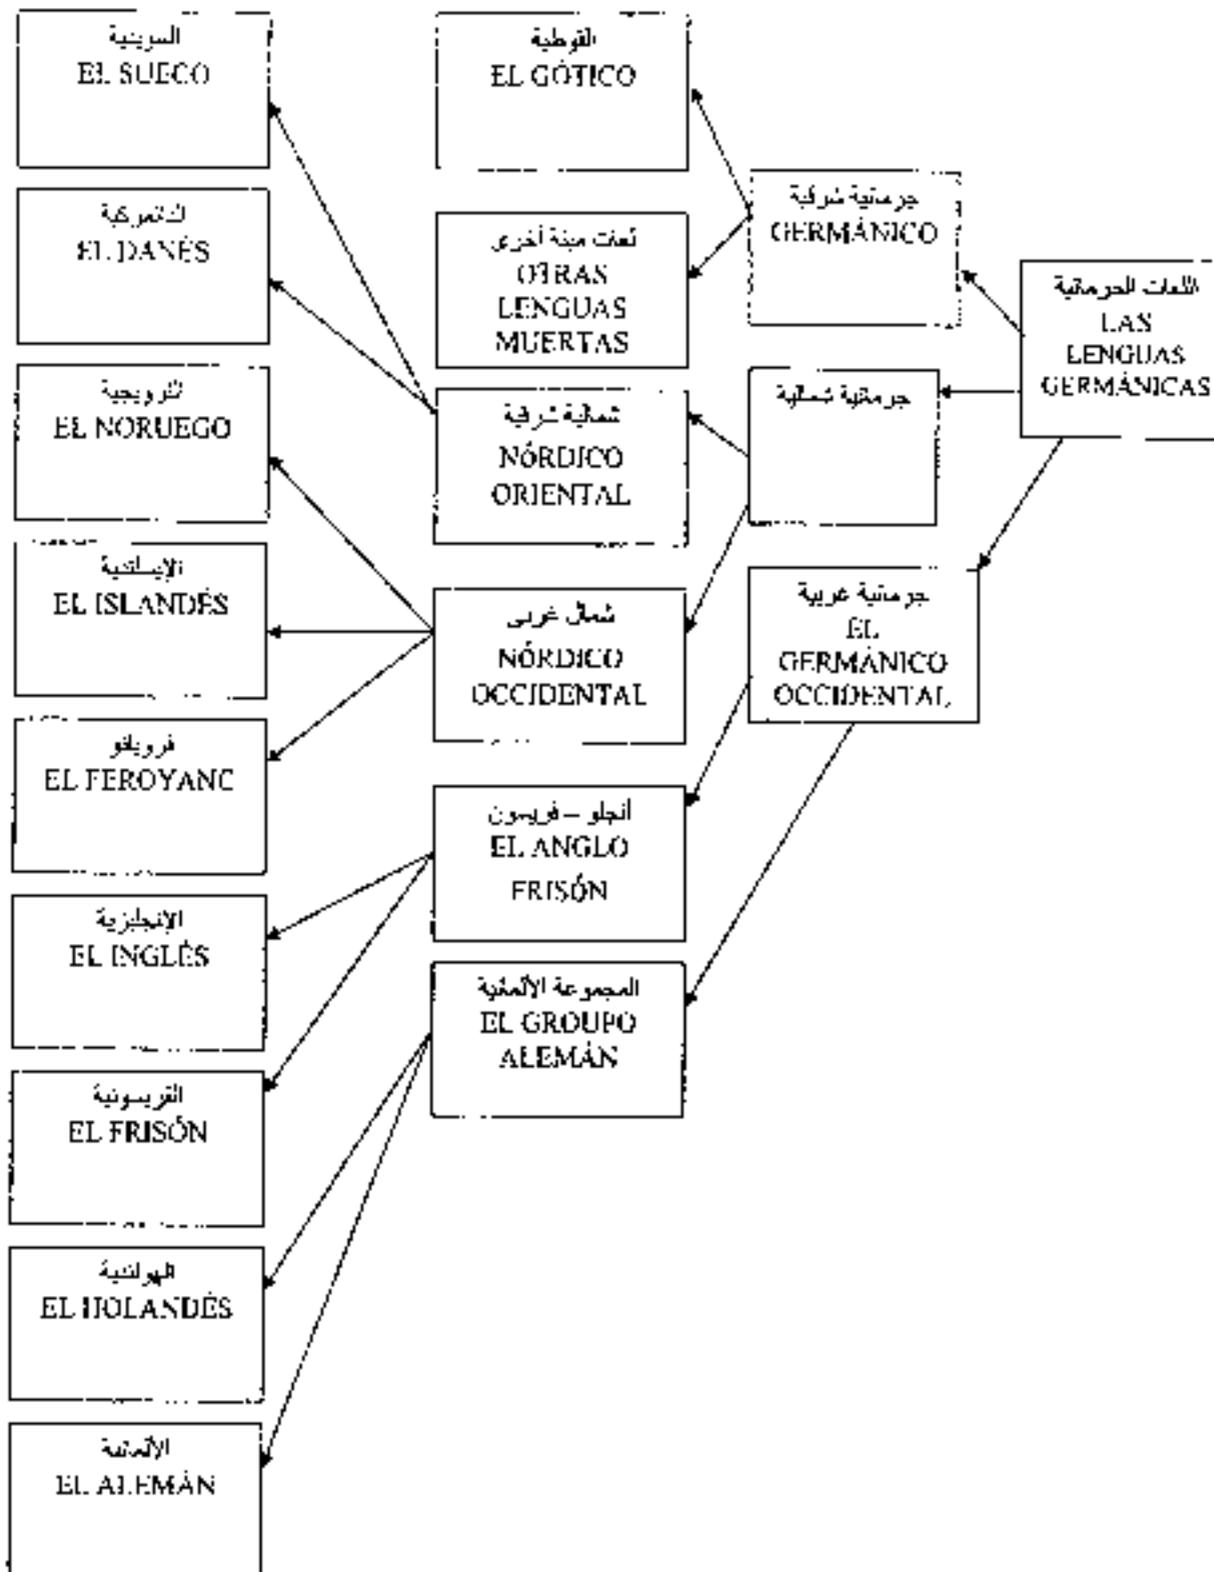 السويدية
EL SUECO
الدانمركية
EL DANÉS
النرويجية
EL NORUEGO
الإيسلندية
EL ISLANDÉS
فرويانو
EL FEROYANO
الإنجليزية
EL INGLÉS
الفريسونية
EL FRISÓN
الهولندية
EL HOLANDÉS
الألمانية
EL ALEMÁN
القوطية
EL GÓTICO
لغات ميتة أخرى
OTRAS
LENGUAS
MUERTAS
شمالية شرقية
NÓRDICO
ORIENTAL
شمال غربى
NÓRDICO
OCCIDENTAL
أنجلو – فريسون
EL ANGLO
FRISÓN
المجموعة الألمانية
EL GROUPO
ALEMÁN
جرمانية شرقية
GERMÁNICO
جرمانية شمالية
جرمانية غربية
EL
GERMÁNICO
OCCIDENTAL
اللغات الجرمانية
LAS
LENGUAS
GERMÁNICAS